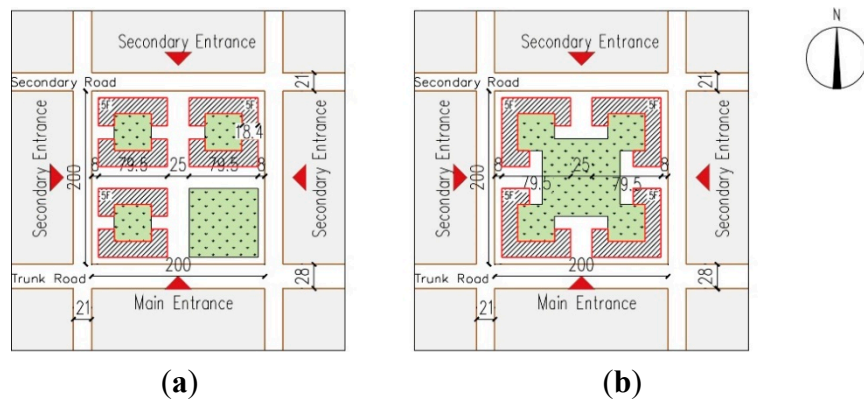 Secondary Entrance
Secondary Road
21
5F
5F
18.4
Secondary Entrance
200
8
79.5
25
79.5
8
Secondary Entrance
5F
200
Trunk Road
28
Main Entrance
21
(a)
Secondary Entrance
Secondary Road
21
5F
5F
Secondary Entrance
200
8
79.5
25
79.5
8
Secondary Entrance
5F
5F
200
Trunk Road
28
Main Entrance
21
(b)
N